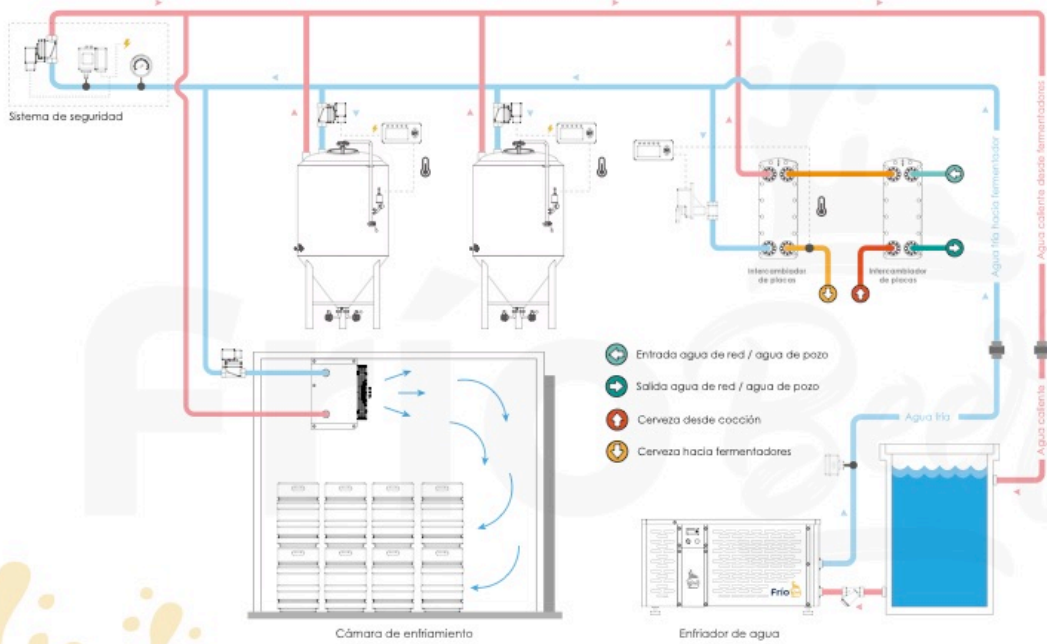 Sistema de seguridad
Intercambiador
de placas
Intercambiador
de placas
Agua fría hacia fermentador
Agua caliente desde fermentadores
Entrada agua de red / agua de pozo
Salida agua de red / agua de pozo
Cerveza desde cocción
Cerveza hacia fermentadores
Agua fría
Agua caliente
Frío
Cámara de enfriamiento
Enfriador de agua